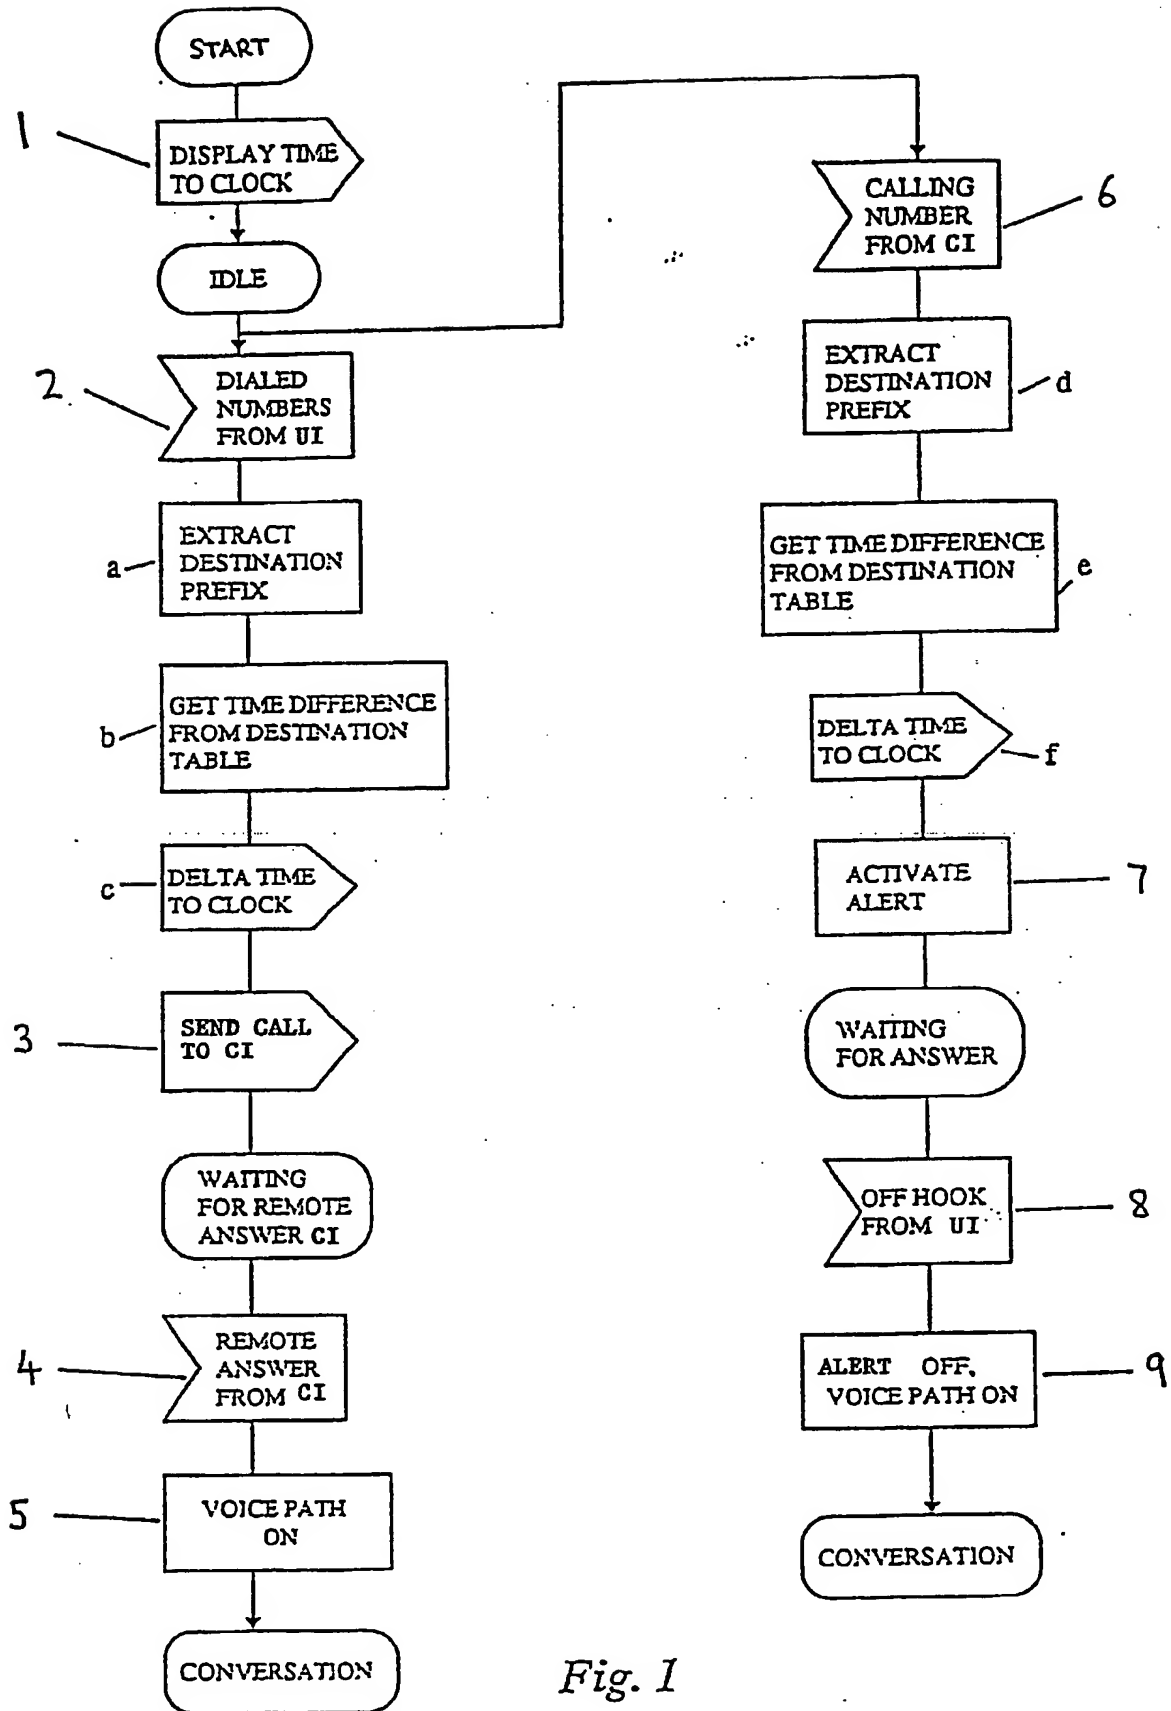 START
1
DISPLAY TIME
TO CLOCK
IDLE
2
DIALED
NUMBERS
FROM UI
a
EXTRACT
DESTINATION
PREFIX
b
GET TIME DIFFERENCE
FROM DESTINATION
TABLE
c
DELTA TIME
TO CLOCK
3
SEND CALL
TO CI
WAITING
FOR REMOTE
ANSWER CI
4
REMOTE
ANSWER
FROM CI
5
VOICE PATH
ON
CONVERSATION
CALLING
NUMBER
FROM CI
6
EXTRACT
DESTINATION
PREFIX
d
GET TIME DIFFERENCE
FROM DESTINATION
TABLE
e
DELTA TIME
TO CLOCK
f
ACTIVATE
ALERT
7
WAITING
FOR ANSWER
OFF HOOK
FROM UI
8
ALERT OFF,
VOICE PATH ON
9
CONVERSATION
Fig. 1